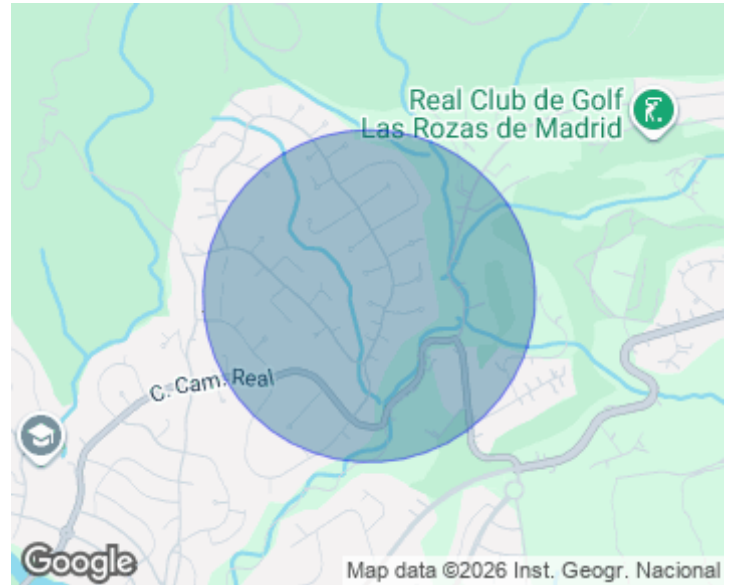 Real Club de Golf
Las Rozas de Madrid
C. Cam. Real
Google
Map data ©2026 Inst. Geogr. Nacional